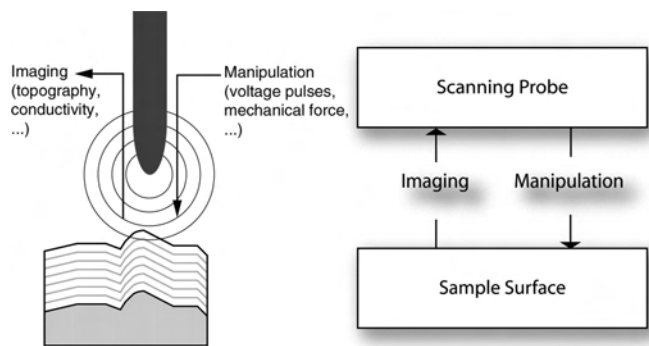 Imaging
(topography,
conductivity,
...)
Manipulation
(voltage pulses,
mechanical force,
...)
Scanning Probe
Imaging
Manipulation
Sample Surface